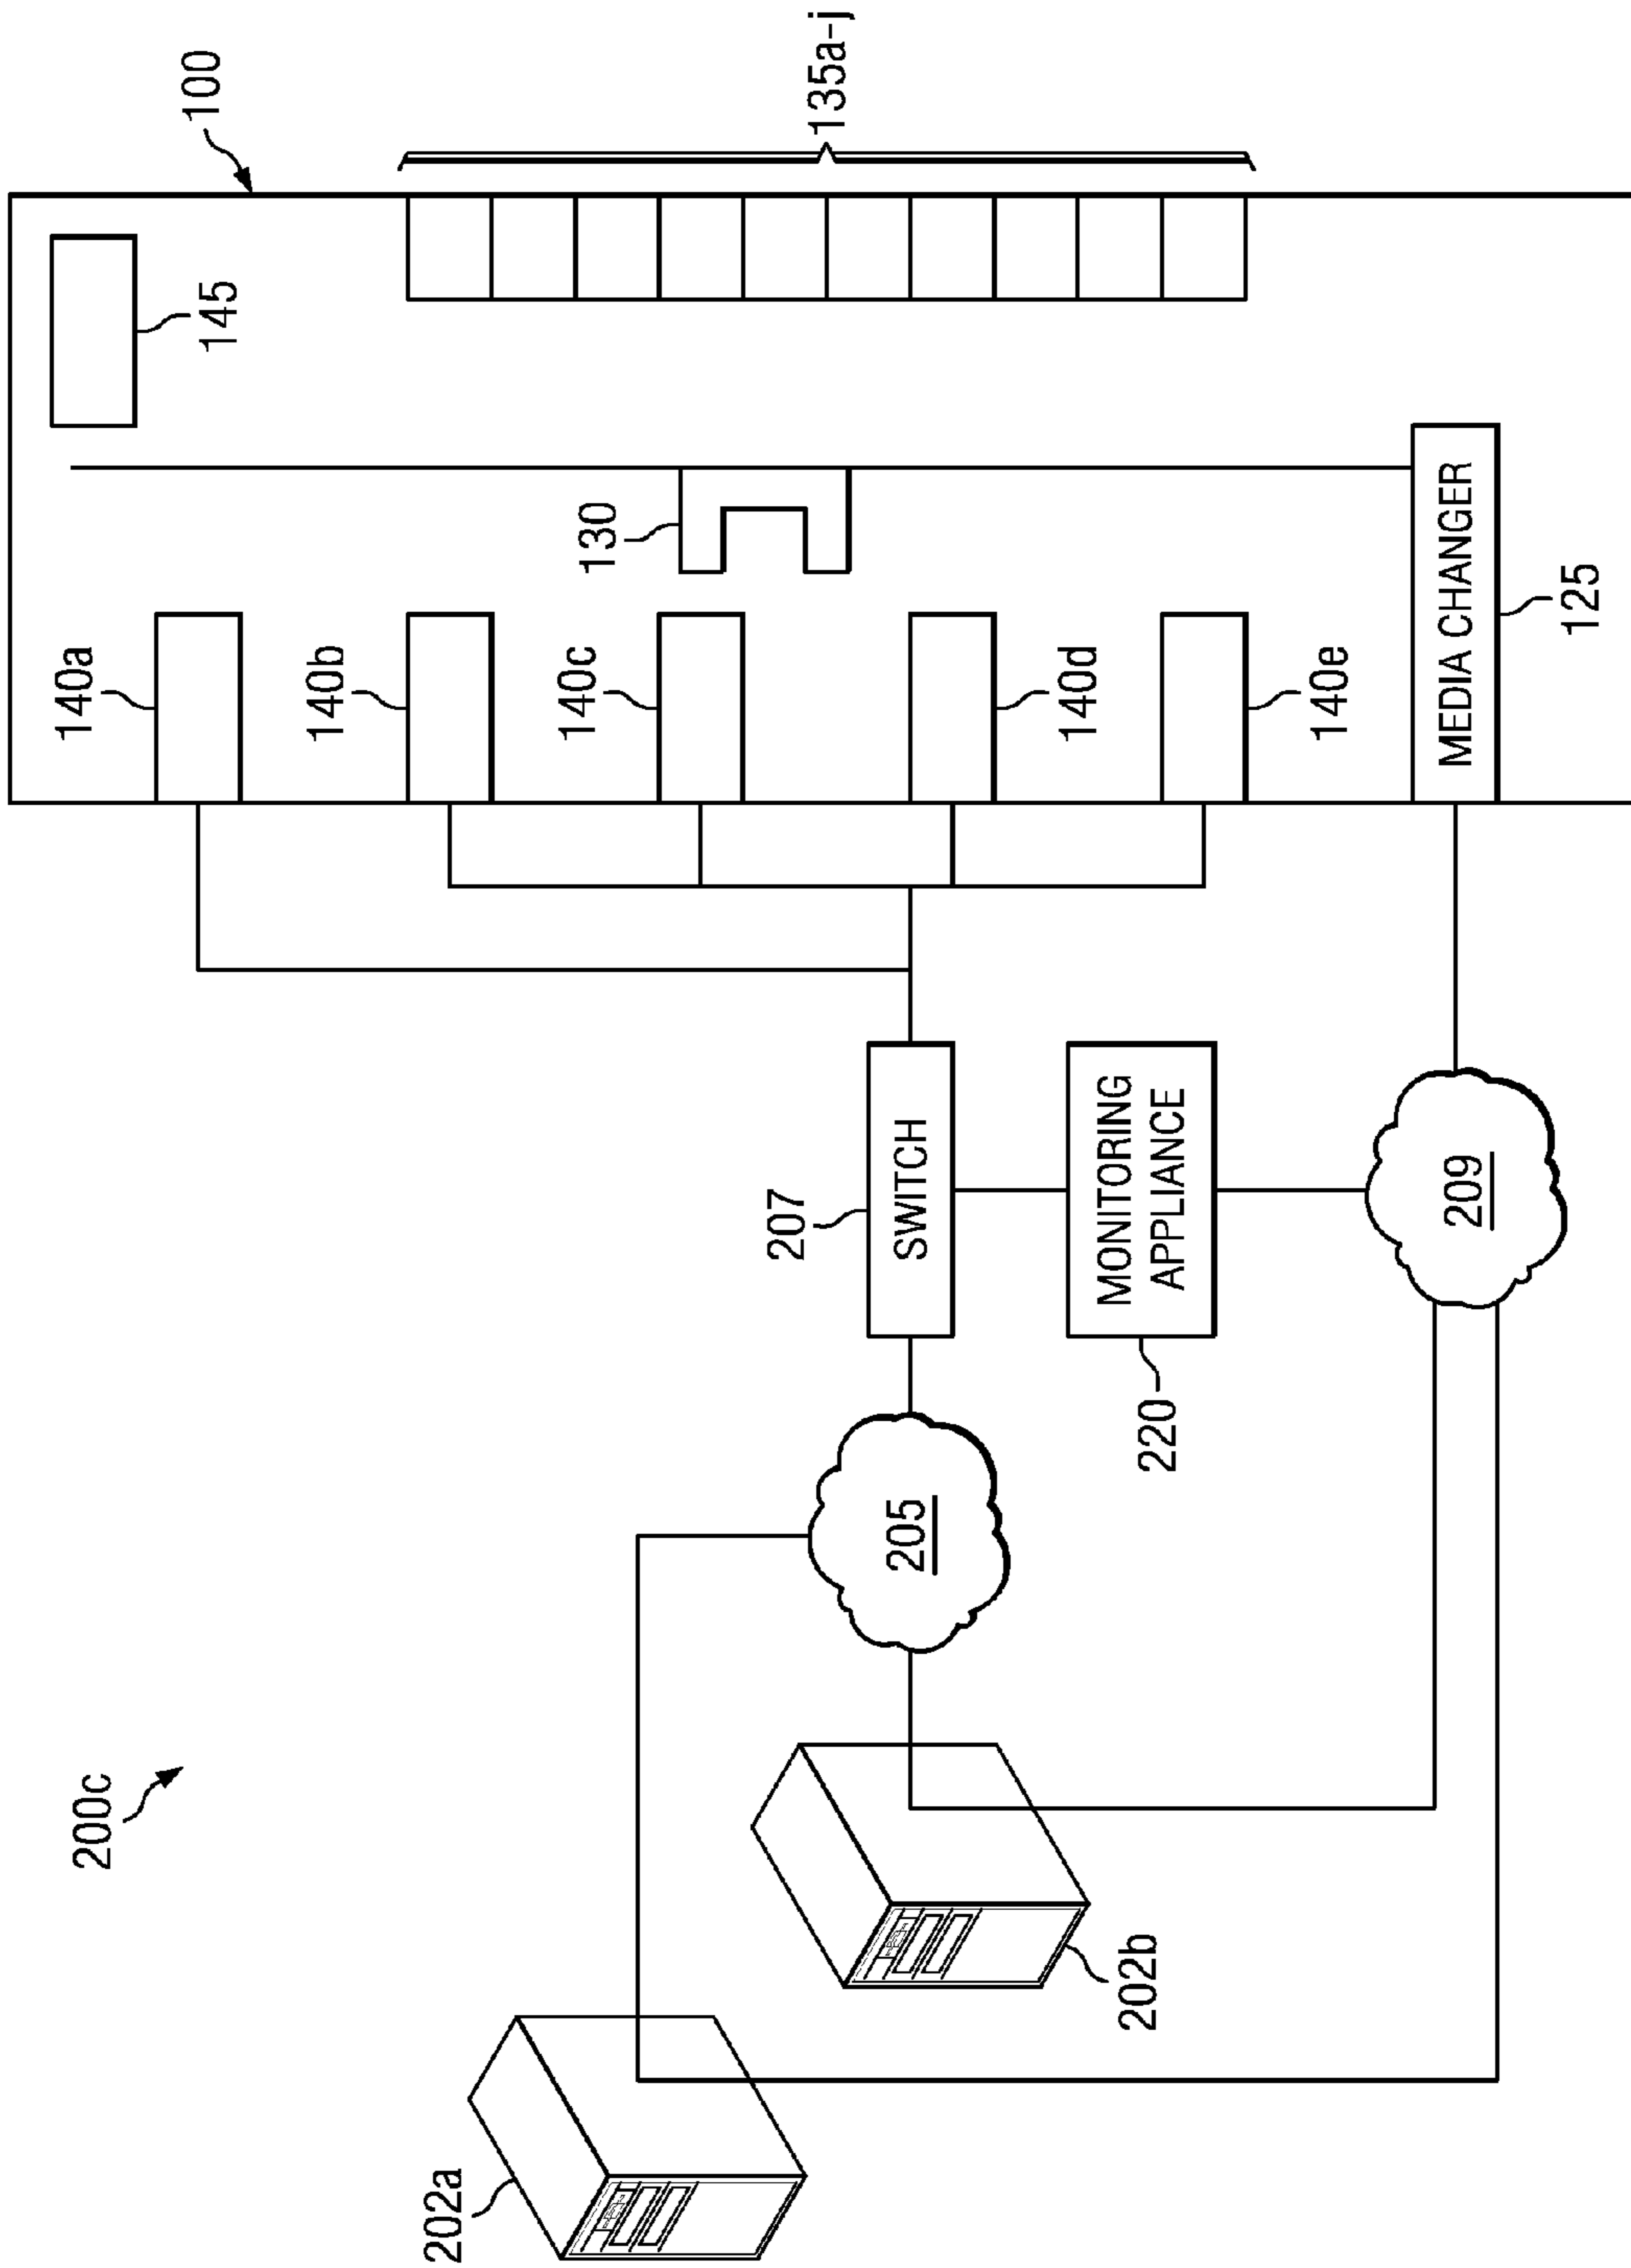 200c
202a
202b
205
207
SWITCH
220
MONITORING
APPLIANCE
209
140a
140b
140c
140d
140e
130
145
100
135a-j
MEDIA CHANGER
125